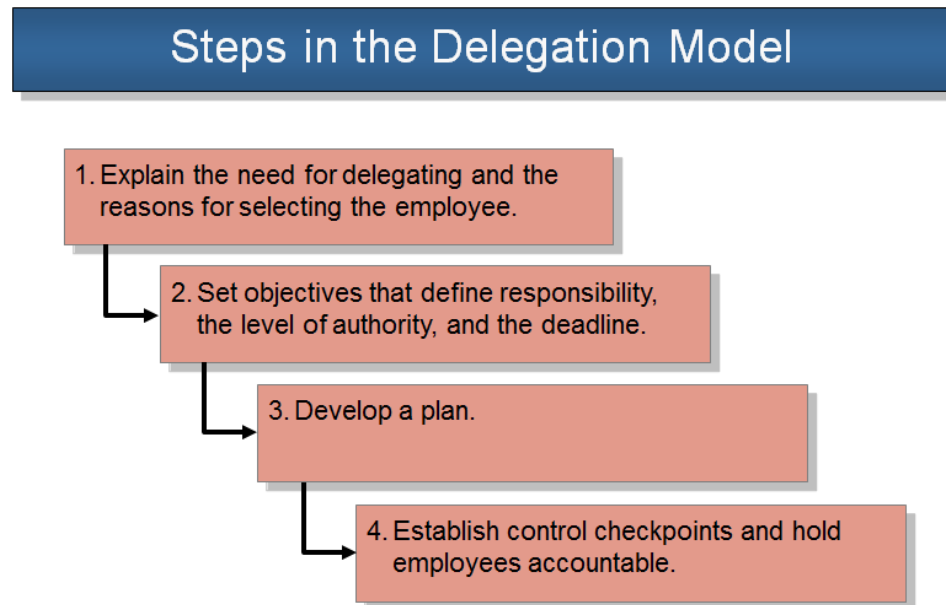 Steps in the Delegation Model
1. Explain the need for delegating and the
reasons for selecting the employee.
2. Set objectives that define responsibility,
the level of authority, and the deadline.
3. Develop a plan.
4. Establish control checkpoints and hold
employees accountable.